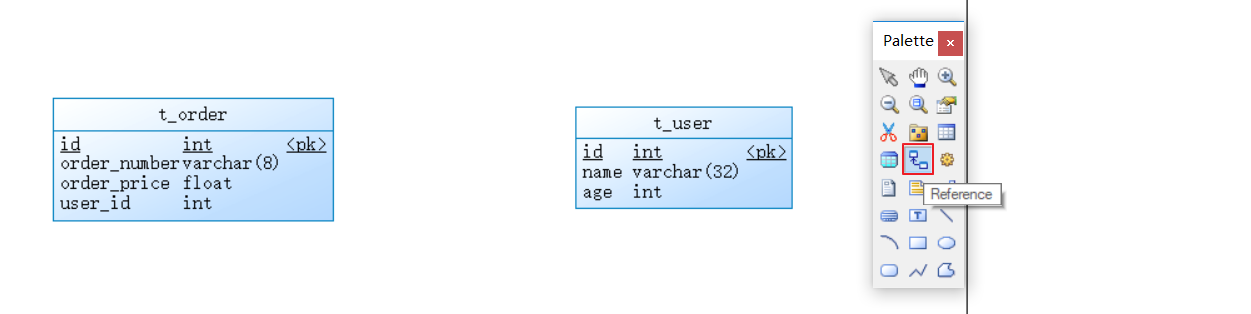 Palette
t_order
id int <pk>
order_number varchar(8)
order_price float
user_id int
t_user
id int <pk>
name varchar(32)
age int
Reference